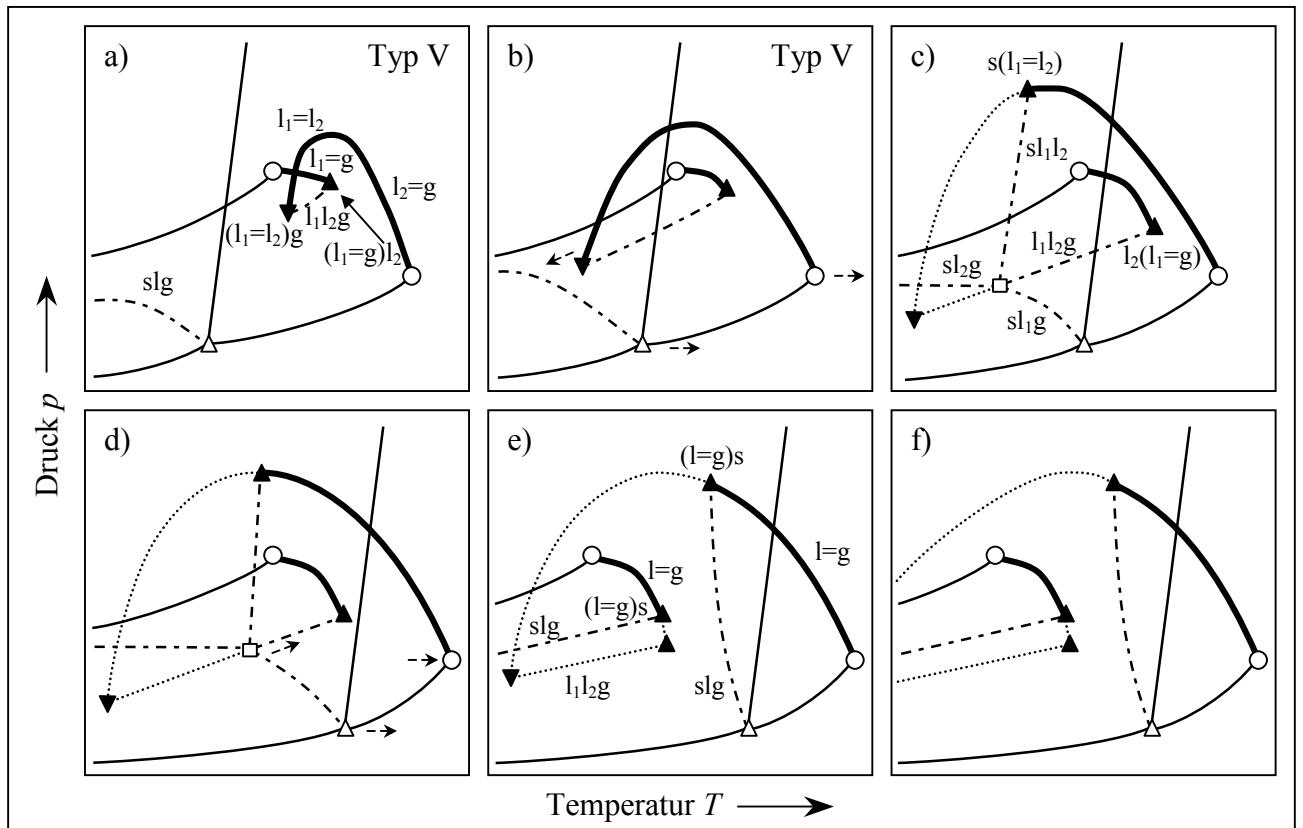 a) Typ V
l₁=l₂
l₁=g
l₂=g
l₁l₂g
(l₁=l₂)g
(l₁=g)l₂
slg
b) Typ V
c) s(l₁=l₂)
sl₁l₂
l₁l₂g
sl₂g
l₂(l₁=g)
sl₁g
d)
e) (l=g)s
l=g
l=g
(l=g)s
slg
l₁l₂g
slg
f)
Druck p
Temperatur T